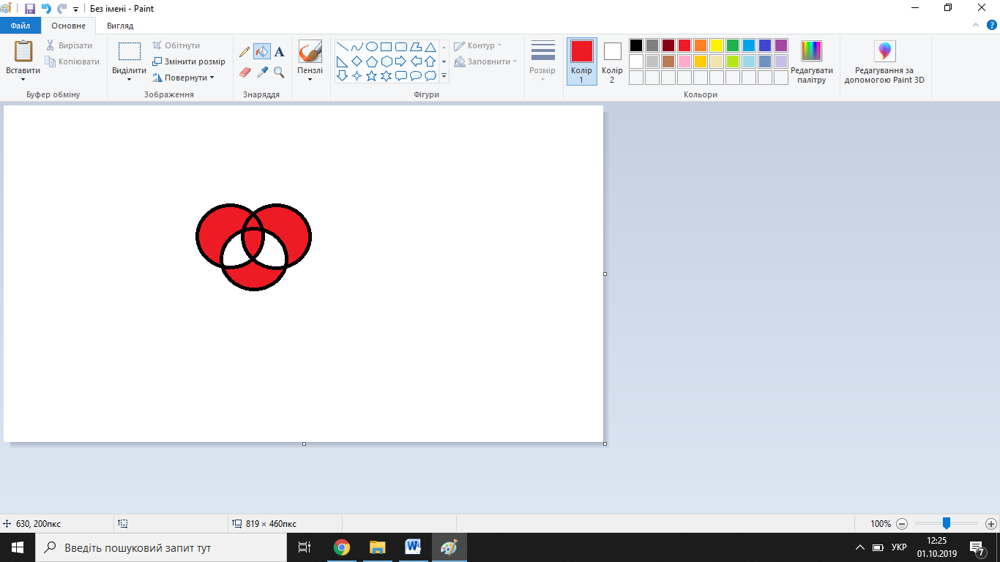 Без імені - Paint
Файл Основне Вигляд
Вставити
Вирізати
Копіювати
Буфер обміну
Виділити
Обітнути
Змінити розмір
Повернути
Зображення
A
Знаряддя
Пензлі
Контур
Заповнити
Фігури
Розмір
Колір
1
Колір
2
Редагувати
палітру
Кольори
Редагування за
допомогою Paint 3D
630, 200пкс
819 × 460пкс
100%
Введіть пошуковий запит тут
W
УКР
12:25
01.10.2019
7